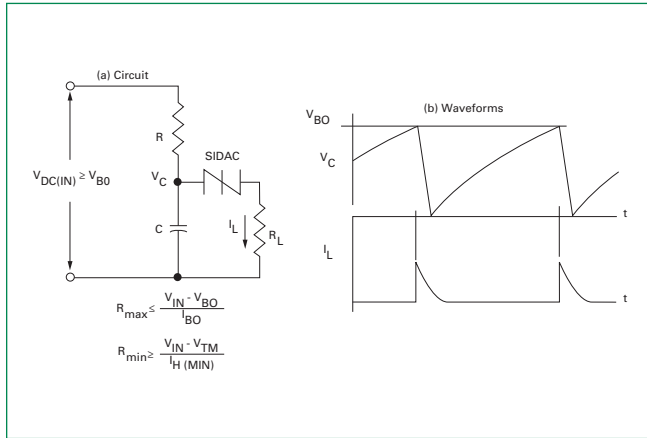 (a) Circuit
R
SIDAC
V_DC(IN) ≥ V_B0
V_C
C
I_L
R_L
R_max ≤ V_IN - V_BO / I_BO
R_min ≥ V_IN - V_TM / I_H (MIN)
(b) Waveforms
V_BO
V_C
t
I_L
t